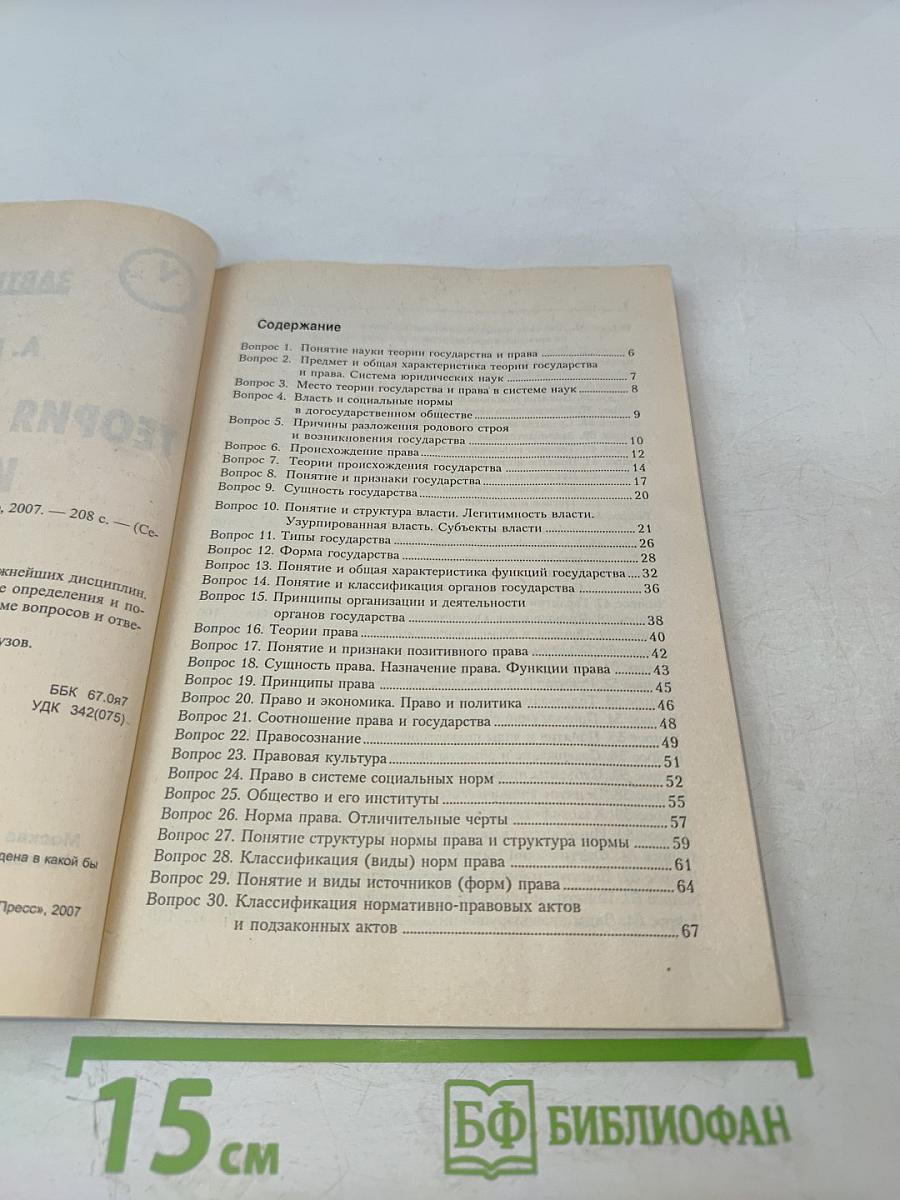 , 2007. — 208 с. — (Се-
жнейших дисциплин.
е определения и по-
ме вопросов и отве-
узов.
ББК 67.0я7
УДК 342(075)
дена в какой бы
Пресс», 2007
Содержание
Вопрос 1. Понятие науки теории государства и права ..... 6
Вопрос 2. Предмет и общая характеристика теории государства
и права. Система юридических наук ..... 7
Вопрос 3. Место теории государства и права в системе наук ..... 8
Вопрос 4. Власть и социальные нормы
в догосударственном обществе ..... 9
Вопрос 5. Причины разложения родового строя
и возникновения государства ..... 10
Вопрос 6. Происхождение права ..... 12
Вопрос 7. Теории происхождения государства ..... 14
Вопрос 8. Понятие и признаки государства ..... 17
Вопрос 9. Сущность государства ..... 20
Вопрос 10. Понятие и структура власти. Легитимность власти.
Узурпированная власть. Субъекты власти ..... 21
Вопрос 11. Типы государства ..... 26
Вопрос 12. Форма государства ..... 28
Вопрос 13. Понятие и общая характеристика функций государства .... 32
Вопрос 14. Понятие и классификация органов государства ..... 36
Вопрос 15. Принципы организации и деятельности
органов государства ..... 38
Вопрос 16. Теории права ..... 40
Вопрос 17. Понятие и признаки позитивного права ..... 42
Вопрос 18. Сущность права. Назначение права. Функции права ..... 43
Вопрос 19. Принципы права ..... 45
Вопрос 20. Право и экономика. Право и политика ..... 46
Вопрос 21. Соотношение права и государства ..... 48
Вопрос 22. Правосознание ..... 49
Вопрос 23. Правовая культура ..... 51
Вопрос 24. Право в системе социальных норм ..... 52
Вопрос 25. Общество и его институты ..... 55
Вопрос 26. Норма права. Отличительные черты ..... 57
Вопрос 27. Понятие структуры нормы права и структура нормы ..... 59
Вопрос 28. Классификация (виды) норм права ..... 61
Вопрос 29. Понятие и виды источников (форм) права ..... 64
Вопрос 30. Классификация нормативно-правовых актов
и подзаконных актов ..... 67
15 см
БФ БИБЛИОФАН